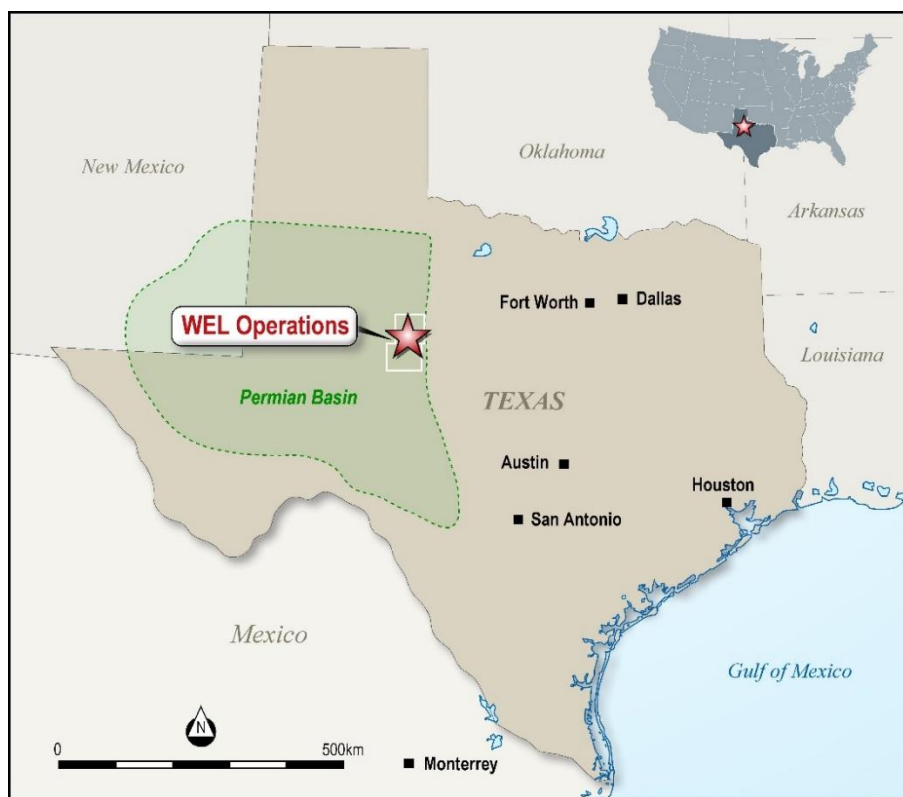 New Mexico
Oklahoma
Arkansas
Fort Worth
Dallas
WEL Operations
Louisiana
Permian Basin
TEXAS
Austin
Houston
San Antonio
Mexico
Gulf of Mexico
N
0
500km
Monterrey